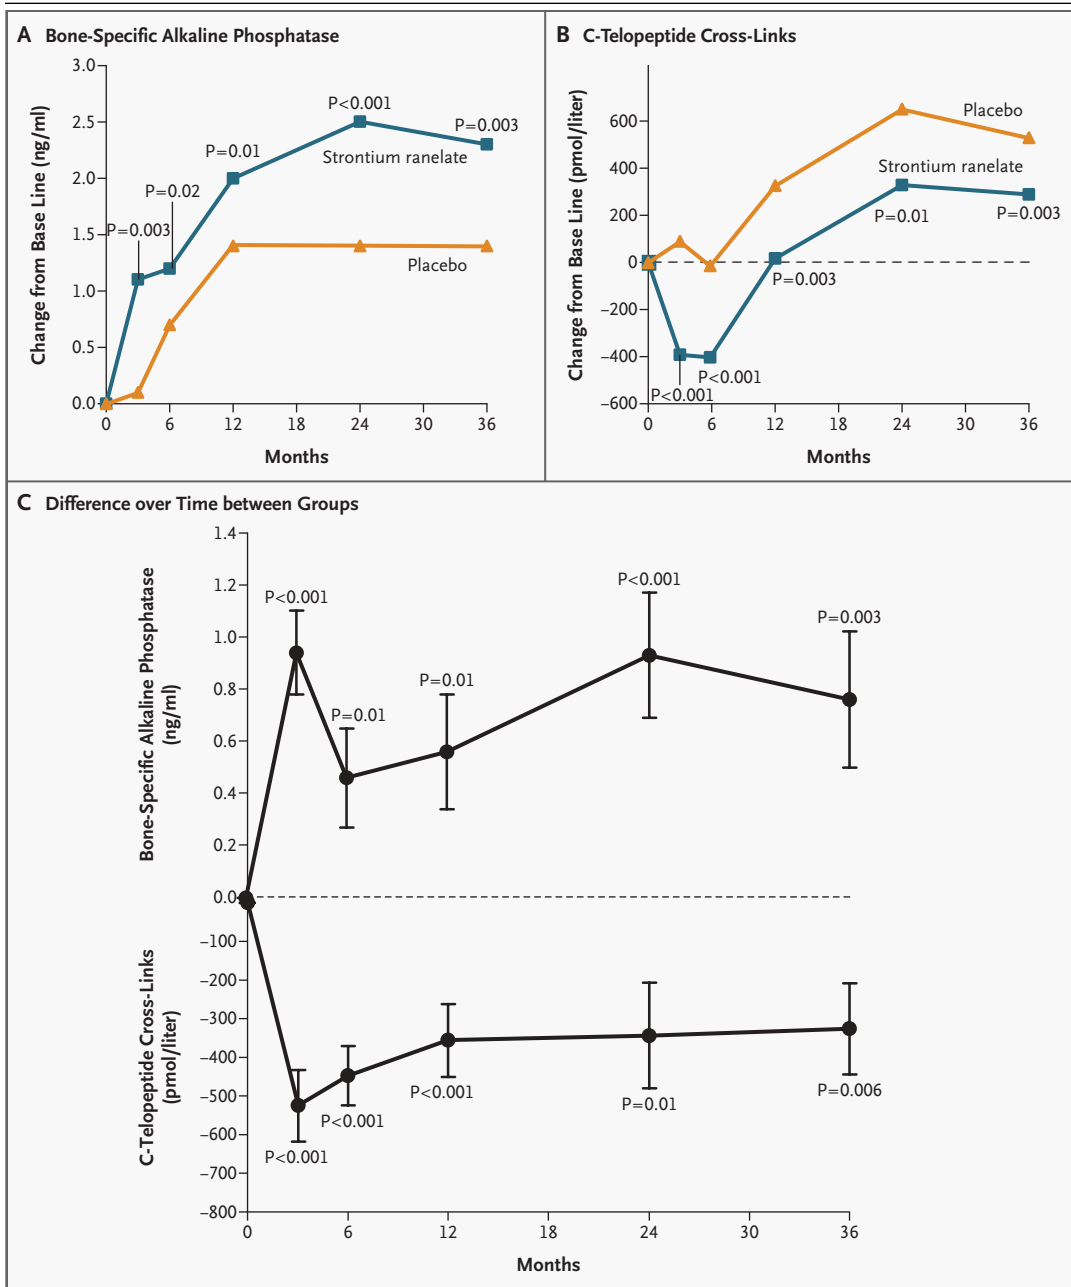 A Bone-Specific Alkaline Phosphatase
Change from Base Line (ng/ml)
3.0
2.5
2.0
1.5
1.0
0.5
0.0
P=0.003
P=0.02
P=0.01
P<0.001
P=0.003
Strontium ranelate
Placebo
0 6 12 18 24 30 36
Months
B C-Telopeptide Cross-Links
Change from Base Line (pmol/liter)
600
400
200
0
–200
–400
–600
Placebo
Strontium ranelate
P=0.01
P=0.003
P=0.003
P<0.001
P<0.001
0 6 12 18 24 30 36
Months
C Difference over Time between Groups
Bone-Specific Alkaline Phosphatase
(ng/ml)
1.4
1.2
1.0
0.8
0.6
0.4
0.2
0.0
P<0.001
P=0.01
P=0.01
P<0.001
P=0.003
C-Telopeptide Cross-Links
(pmol/liter)
–100
–200
–300
–400
–500
–600
–700
–800
P<0.001
P<0.001
P<0.001
P=0.01
P=0.006
0 6 12 18 24 30 36
Months